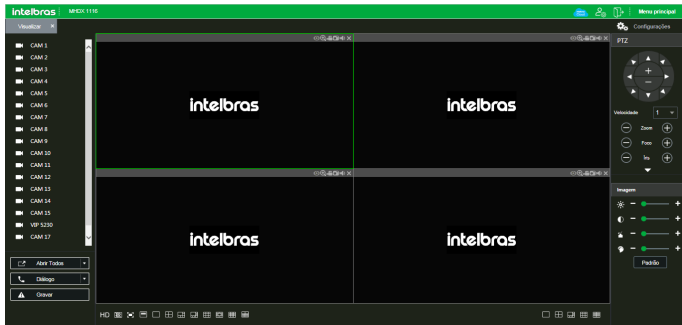 intelbras MHDX 1116 Menu principal
Visualizar × Configurações
PTZ
CAM 1
CAM 2
CAM 3
CAM 4
CAM 5
CAM 6
CAM 7
CAM 8
CAM 9
CAM 10
CAM 11
CAM 12
CAM 13
CAM 14
CAM 15
VIP 5230
CAM 17
intelbras intelbras
intelbras intelbras
Velocidade 1
Zoom
Foco
Íris
Imagem
Padrão
Abrir Todos
Diálogo
Gravar
HD